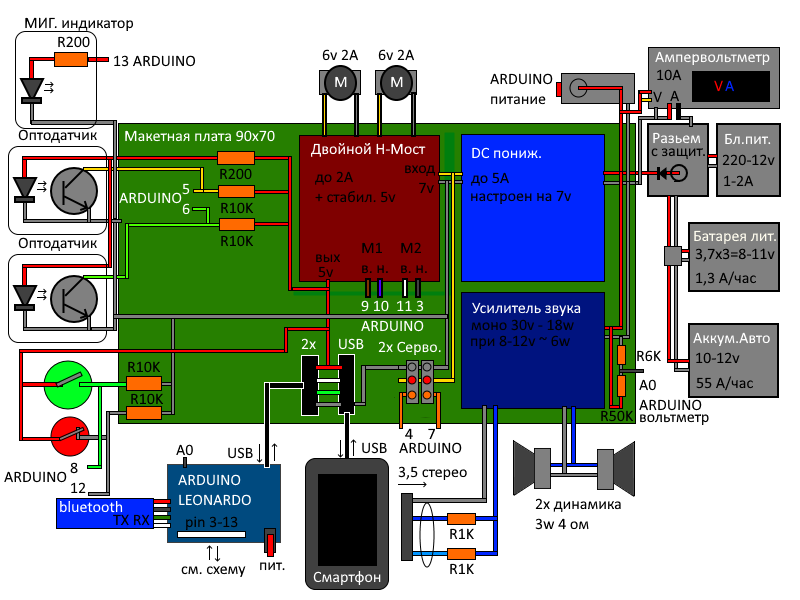 МИГ. индикатор
R200
13 ARDUINO
Оптодатчик
6v 2A
6v 2A
M
M
ARDUINO
питание
Ампервольтметр
10A
V A
V A
Макетная плата 90x70
R200
ARDUINO
5
6
R10K
R10K
Оптодатчик
Двойной Н-Мост
до 2А
+ стабил. 5v
вход
7v
вых
5v
M1
M2
в. н.
в. н.
9 10
11 3
ARDUINO
DC пониж.
до 5А
настроен на 7v
Разьем
с защит.
Бл.пит.
220-12v
1-2A
Батарея лит.
3,7x3=8-11v
1,3 А/час
Усилитель звука
моно 30v - 18w
при 8-12v ~ 6w
R6K
A0
R50K
ARDUINO
вольтметр
Аккум.Авто
10-12v
55 А/час
2x
USB
2x Серво.
R10K
R10K
4
7
ARDUINO
8
ARDUINO
12
A0
USB
USB
ARDUINO
LEONARDO
pin 3-13
bluetooth
TX RX
см. схему
пит.
Смартфон
3,5 стерео
R1K
R1K
2x динамика
3w 4 ом